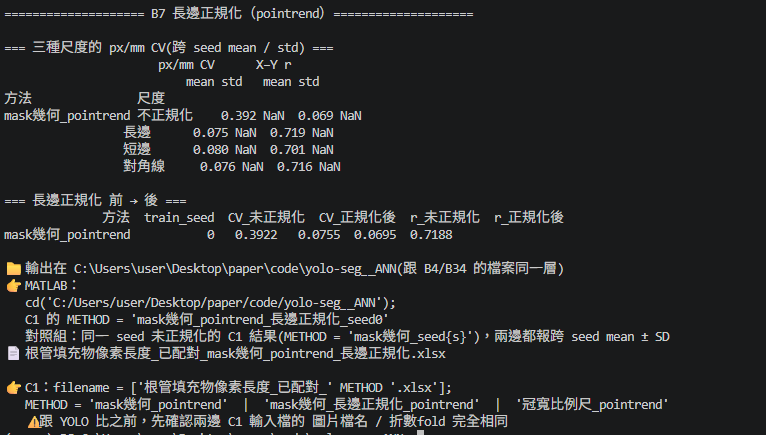 =================== B7 長邊正規化（pointrend）===================
=== 三種尺度的 px/mm CV(跨 seed mean / std) ===
px/mm CV X-Y r
mean std mean std
方法 尺度
mask幾何_pointrend 不正規化 0.392 NaN 0.069 NaN
長邊 0.075 NaN 0.719 NaN
短邊 0.080 NaN 0.701 NaN
對角線 0.076 NaN 0.716 NaN
=== 長邊正規化 前 → 後 ===
方法 train_seed CV_未正規化 CV_正規化後 r_未正規化 r_正規化後
mask幾何_pointrend 0 0.3922 0.0755 0.0695 0.7188
📁 輸出在 C:\Users\user\Desktop\paper\code\yolo-seg__ANN(跟 B4/B34 的檔案同一層)
👉 MATLAB：
cd('C:/Users/user/Desktop/paper/code/yolo-seg__ANN');
C1 的 METHOD = 'mask幾何_pointrend_長邊正規化_seed0'
對照組：同一 seed 未正規化的 C1 結果(METHOD = 'mask幾何_seed{s}')，兩邊都報跨 seed mean ± SD
📄 根管填充物像素長度_已配對_mask幾何_pointrend_長邊正規化.xlsx
👉 C1：filename = ['根管填充物像素長度_已配對_' METHOD '.xlsx'];
METHOD = 'mask幾何_pointrend' | 'mask幾何_長邊正規化_pointrend' | '冠寬比例尺_pointrend'
⚠️跟 YOLO 比之前，先確認兩邊 C1 輸入檔的 圖片檔名 / 折數fold 完全相同